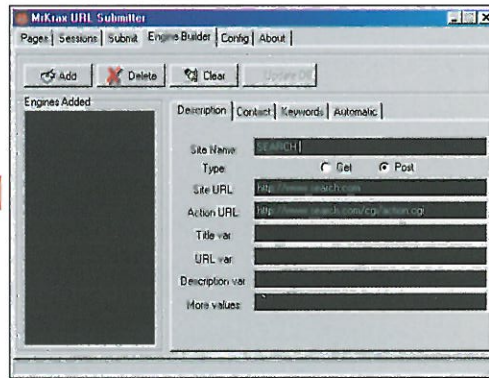 MrKrax URL Submitter
Pages Sessions Submit Engine Builder Config About
Add Delete Clear Update DB
Engines Added
Description Contact Keywords Automatic
Site Name: SEARCH
Type: Get Post
Site URL: http://www.search.com
Action URL: http://www.search.com/cgi/action.cgi
Title var:
URL var:
Description var
More values: